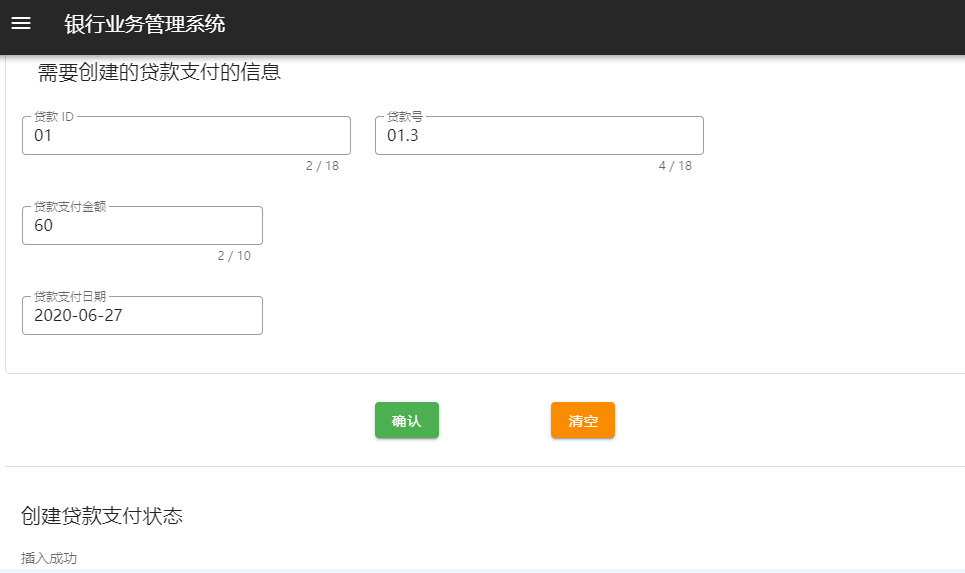 银行业务管理系统
需要创建的贷款支付的信息
贷款 ID
贷款号
01
01.3
2 / 18
4 / 18
贷款支付金额
60
2 / 10
贷款支付日期
2020-06-27
确认
清空
创建贷款支付状态
插入成功